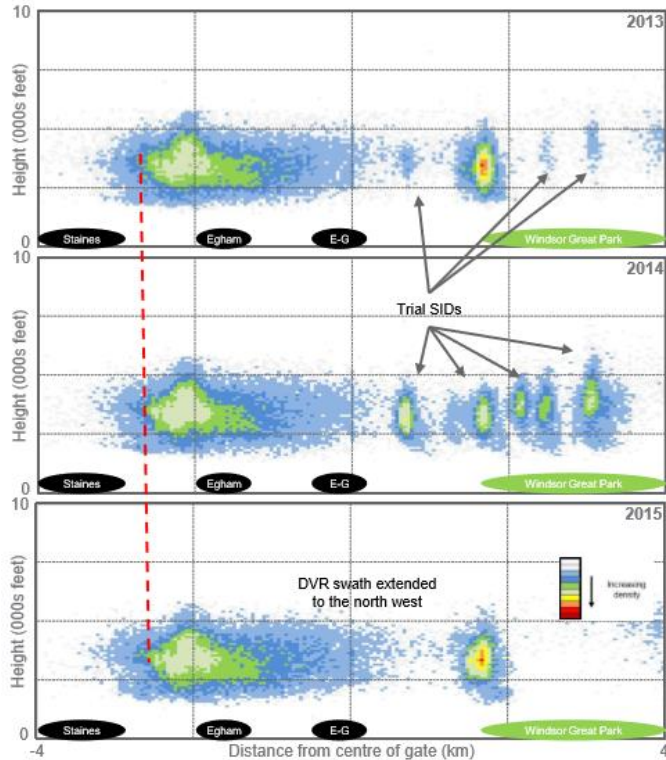 10
2013
Height (000s feet)
0
Staines
Egham
E-G
Windsor Great Park
10
2014
Trial SIDs
Height (000s feet)
0
Staines
Egham
E-G
Windsor Great Park
10
2015
DVR swath extended
to the north west
Increasing
density
Height (000s feet)
0
Staines
Egham
E-G
Windsor Great Park
-4
Distance from centre of gate (km)
4